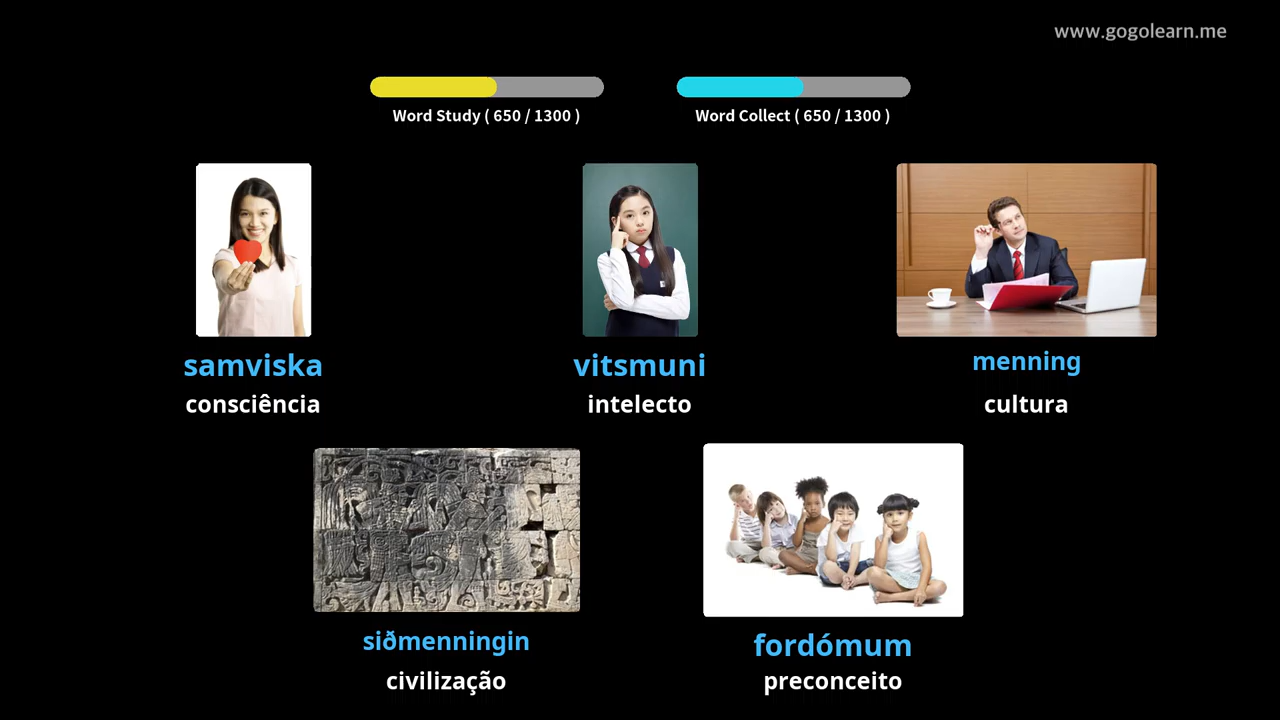 www.gogolearn.me
Word Study ( 650 / 1300 )
Word Collect ( 650 / 1300 )
samviska
consciência
vitsmuni
intelecto
menning
cultura
siðmenningin
civilização
fordómum
preconceito